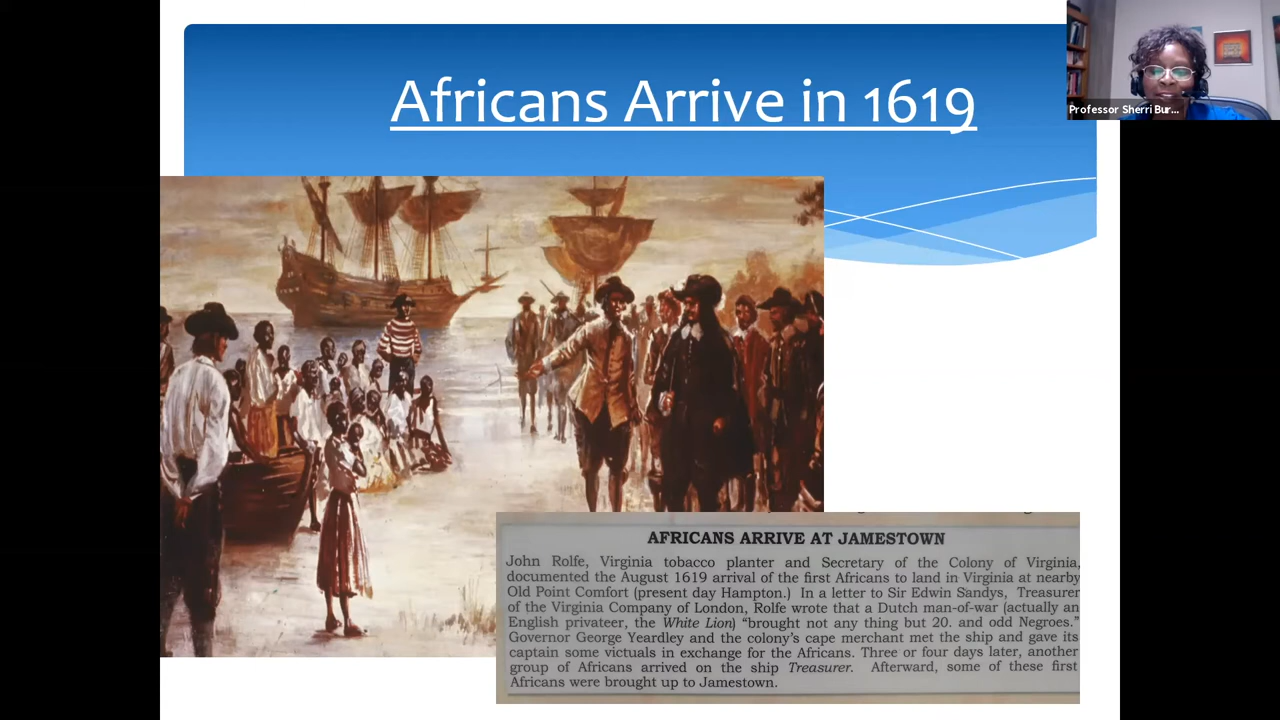 Africans Arrive in 1619
Professor Sherri Bur...
AFRICANS ARRIVE AT JAMESTOWN
John Rolfe, Virginia tobacco planter and Secretary of the Colony of Virginia,
documented the August 1619 arrival of the first Africans to land in Virginia at nearby
Old Point Comfort (present day Hampton.) In a letter to Sir Edwin Sandys, Treasurer
of the Virginia Company of London, Rolfe wrote that a Dutch man-of-war (actually an
English privateer, the White Lion) “brought not any thing but 20. and odd Negroes.”
Governor George Yeardley and the colony’s cape merchant met the ship and gave its
captain some victuals in exchange for the Africans. Three or four days later, another
group of Africans arrived on the ship Treasurer. Afterward, some of these first
Africans were brought up to Jamestown.